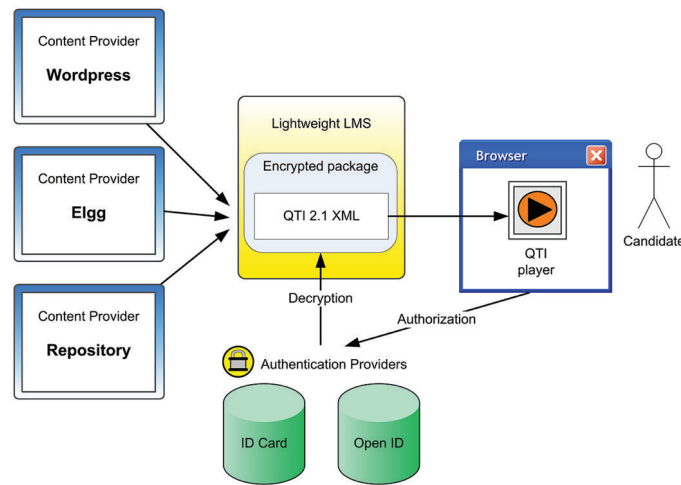 Content Provider
Wordpress
Content Provider
Elgg
Content Provider
Repository
Lightweight LMS
Encrypted package
QTI 2.1 XML
Browser
QTI
player
Candidate
Decryption
Authorization
Authentication Providers
ID Card
Open ID